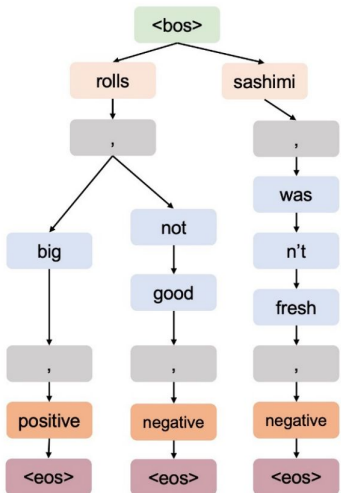 <bos>
rolls
sashimi
,
,
was
not
big
n't
good
fresh
,
,
,
positive
negative
negative
<eos>
<eos>
<eos>